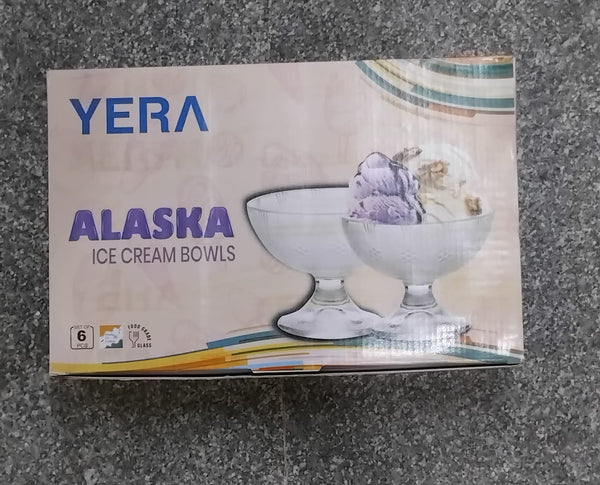 YERA
ALASKA
ICE CREAM BOWLS
SET OF
6
PCS
FOOD GRADE
GLASS